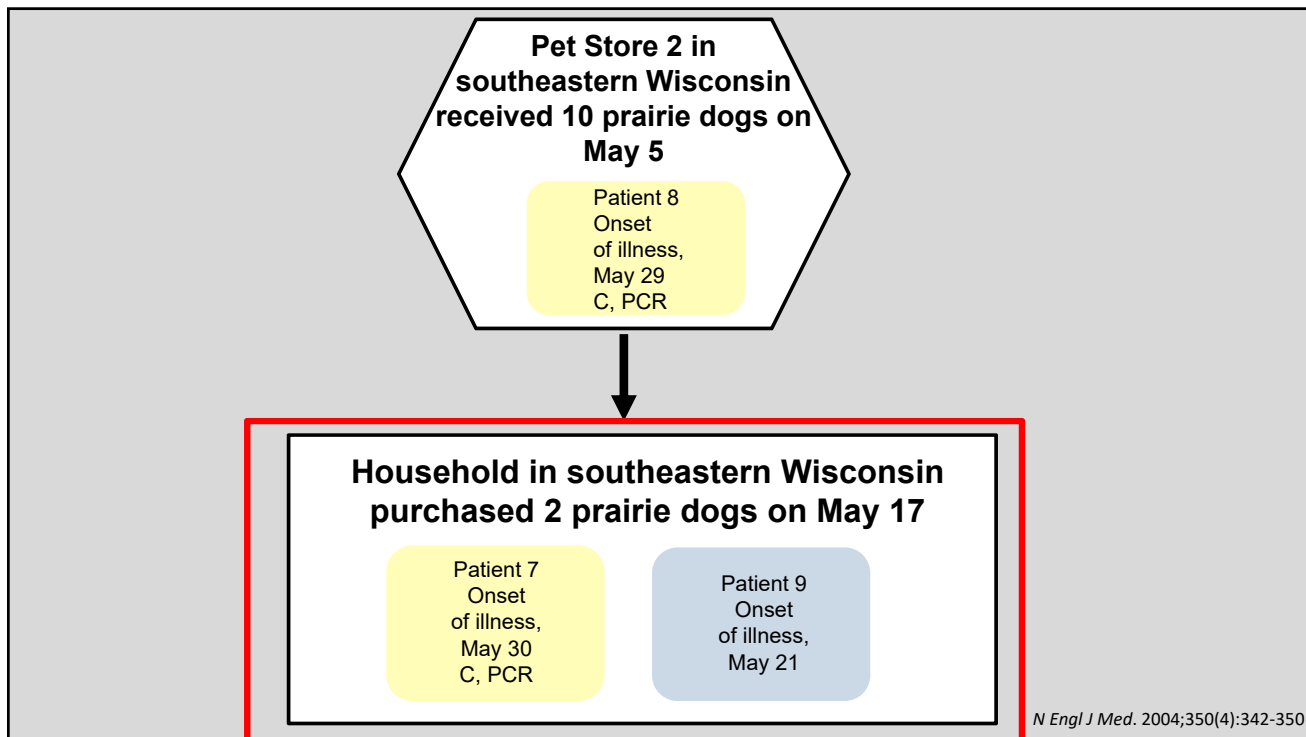 Pet Store 2 in
southeastern Wisconsin
received 10 prairie dogs on
May 5
Patient 8
Onset
of illness,
May 29
C, PCR
Household in southeastern Wisconsin
purchased 2 prairie dogs on May 17
Patient 7
Onset
of illness,
May 30
C, PCR
Patient 9
Onset
of illness,
May 21
N Engl J Med. 2004;350(4):342-350